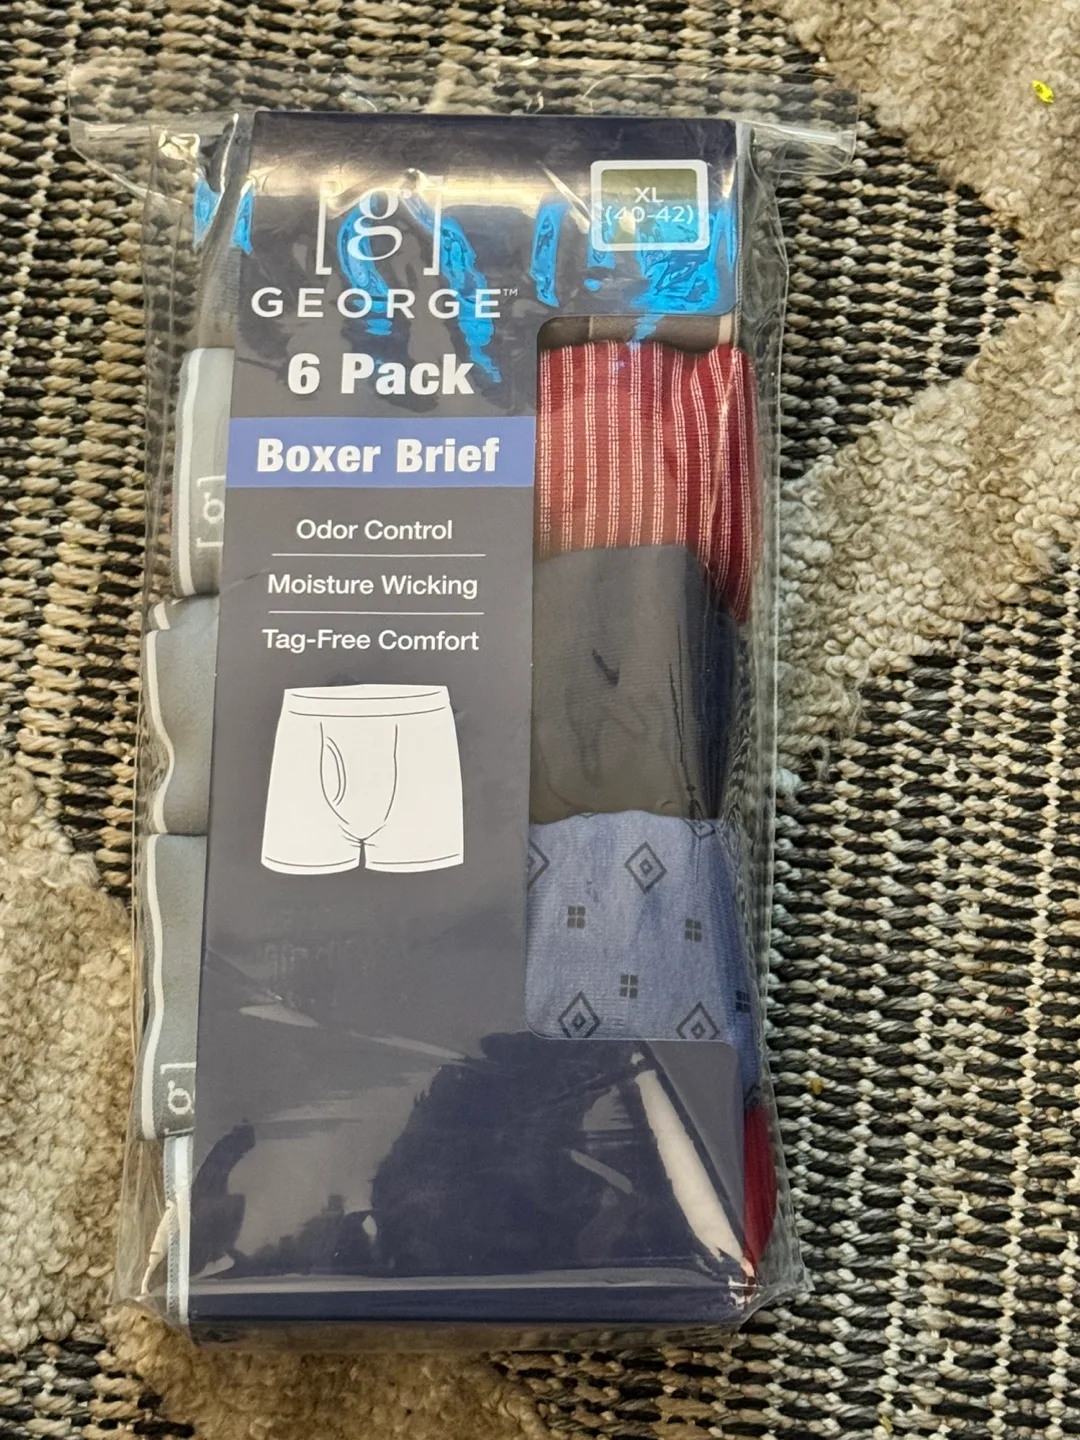 [g]
XL
(40-42)
GEORGE™
6 Pack
Boxer Brief
Odor Control
Moisture Wicking
Tag-Free Comfort
[g]
g]